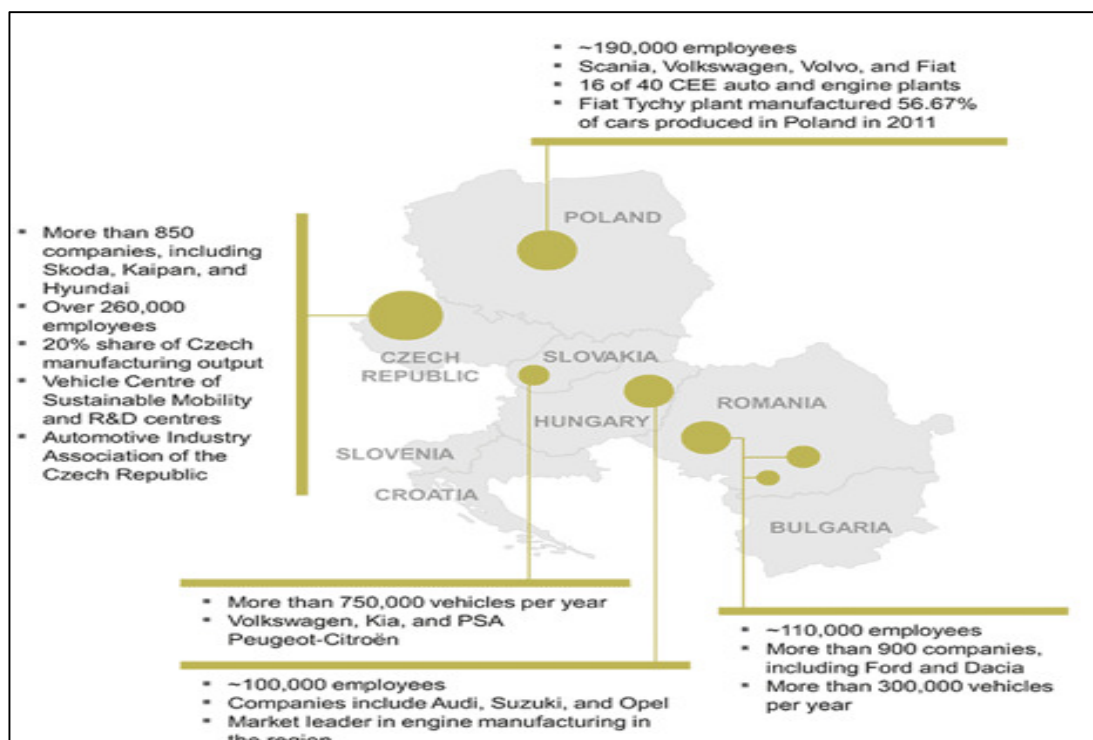 ▪ ~190,000 employees
▪ Scania, Volkswagen, Volvo, and Fiat
▪ 16 of 40 CEE auto and engine plants
▪ Fiat Tychy plant manufactured 56.67%
of cars produced in Poland in 2011
POLAND
▪ More than 850
companies, including
Skoda, Kaipan, and
Hyundai
▪ Over 260,000
employees
▪ 20% share of Czech
manufacturing output
▪ Vehicle Centre of
Sustainable Mobility
and R&D centres
▪ Automotive Industry
Association of the
Czech Republic
CZECH
REPUBLIC
SLOVAKIA
HUNGARY
ROMANIA
SLOVENIA
CROATIA
BULGARIA
▪ More than 750,000 vehicles per year
▪ Volkswagen, Kia, and PSA
Peugeot-Citroën
▪ ~100,000 employees
▪ Companies include Audi, Suzuki, and Opel
▪ Market leader in engine manufacturing in
the region
▪ ~110,000 employees
▪ More than 900 companies,
including Ford and Dacia
▪ More than 300,000 vehicles
per year